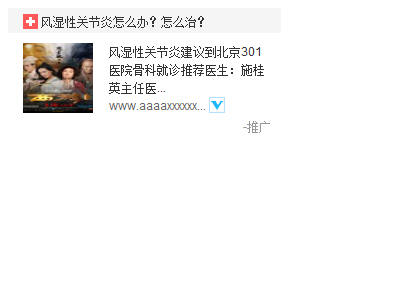 风湿性关节炎怎么办？怎么治？
风湿性关节炎建议到北京301
医院骨科就诊推荐医生：施桂
英主任医...
www.aaaaxxxxxx...
-推广